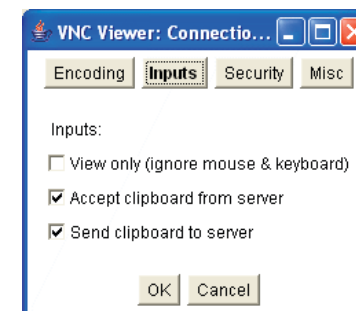 VNC Viewer: Connectio...
Encoding Inputs Security Misc
Inputs:
View only (ignore mouse & keyboard)
Accept clipboard from server
Send clipboard to server
OK Cancel